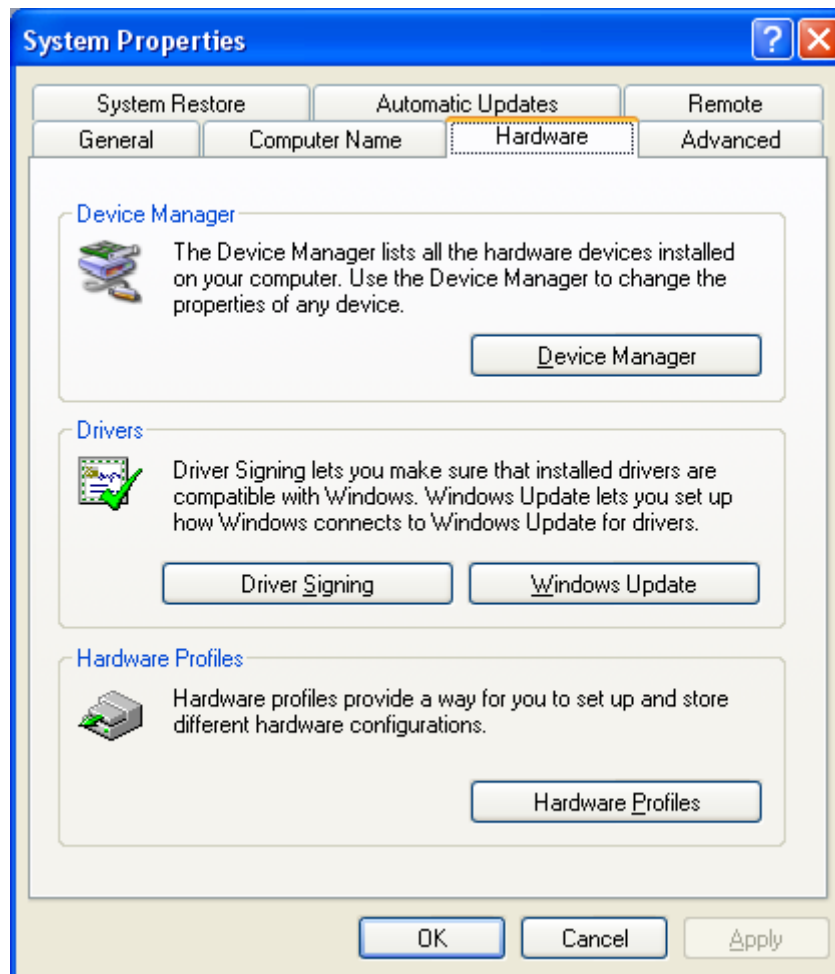 System Properties
?
System Restore
Automatic Updates
Remote
General
Computer Name
Hardware
Advanced
Device Manager
The Device Manager lists all the hardware devices installed
on your computer. Use the Device Manager to change the
properties of any device.
Device Manager
Drivers
Driver Signing lets you make sure that installed drivers are
compatible with Windows. Windows Update lets you set up
how Windows connects to Windows Update for drivers.
Driver Signing
Windows Update
Hardware Profiles
Hardware profiles provide a way for you to set up and store
different hardware configurations.
Hardware Profiles
OK
Cancel
Apply